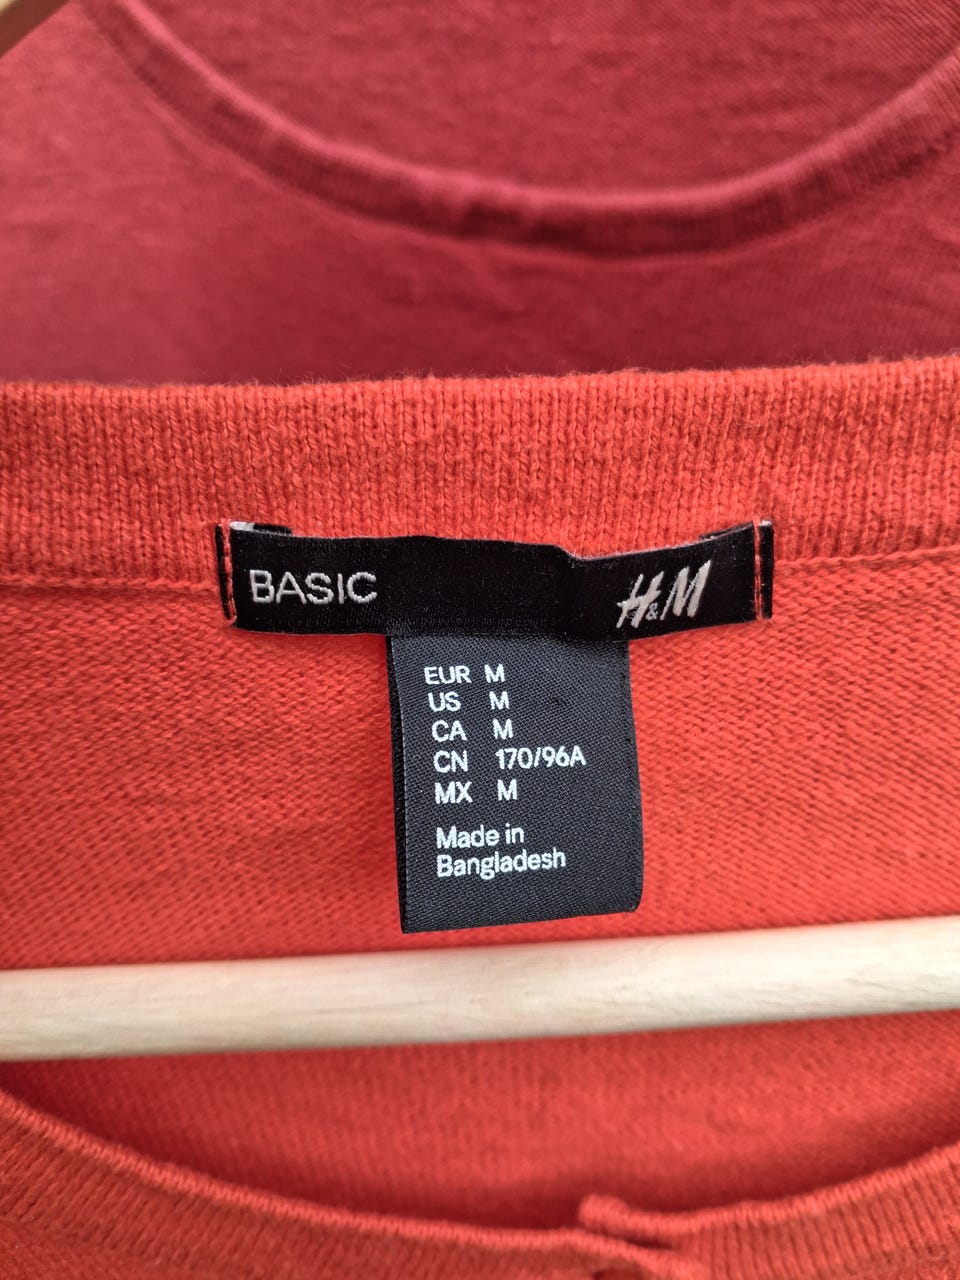 BASIC H&M
EUR M
US M
CA M
CN 170/96A
MX M
Made in
Bangladesh